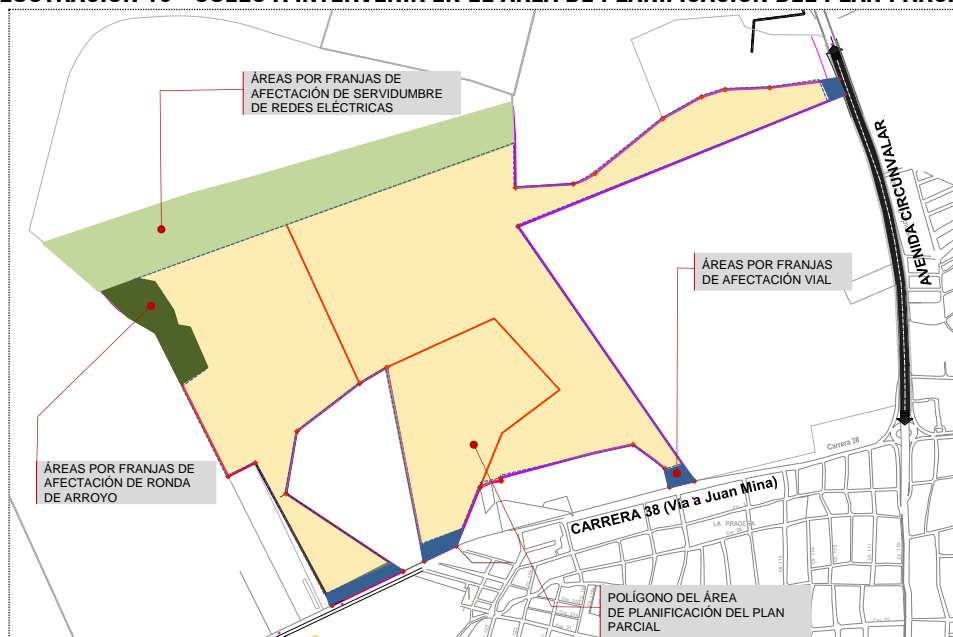 ÁREAS POR FRANJAS DE
AFECTACIÓN DE SERVIDUMBRE
DE REDES ELÉCTRICAS
AVENIDA CIRCUNVALAR
ÁREAS POR FRANJAS
DE AFECTACIÓN VIAL
ÁREAS POR FRANJAS DE
AFECTACIÓN DE RONDA
DE ARROYO
Carrera 38
CARRERA 38 (Vía a Juan Mina)
LA PRADERA
POLÍGONO DEL ÁREA
DE PLANIFICACIÓN DEL PLAN
PARCIAL